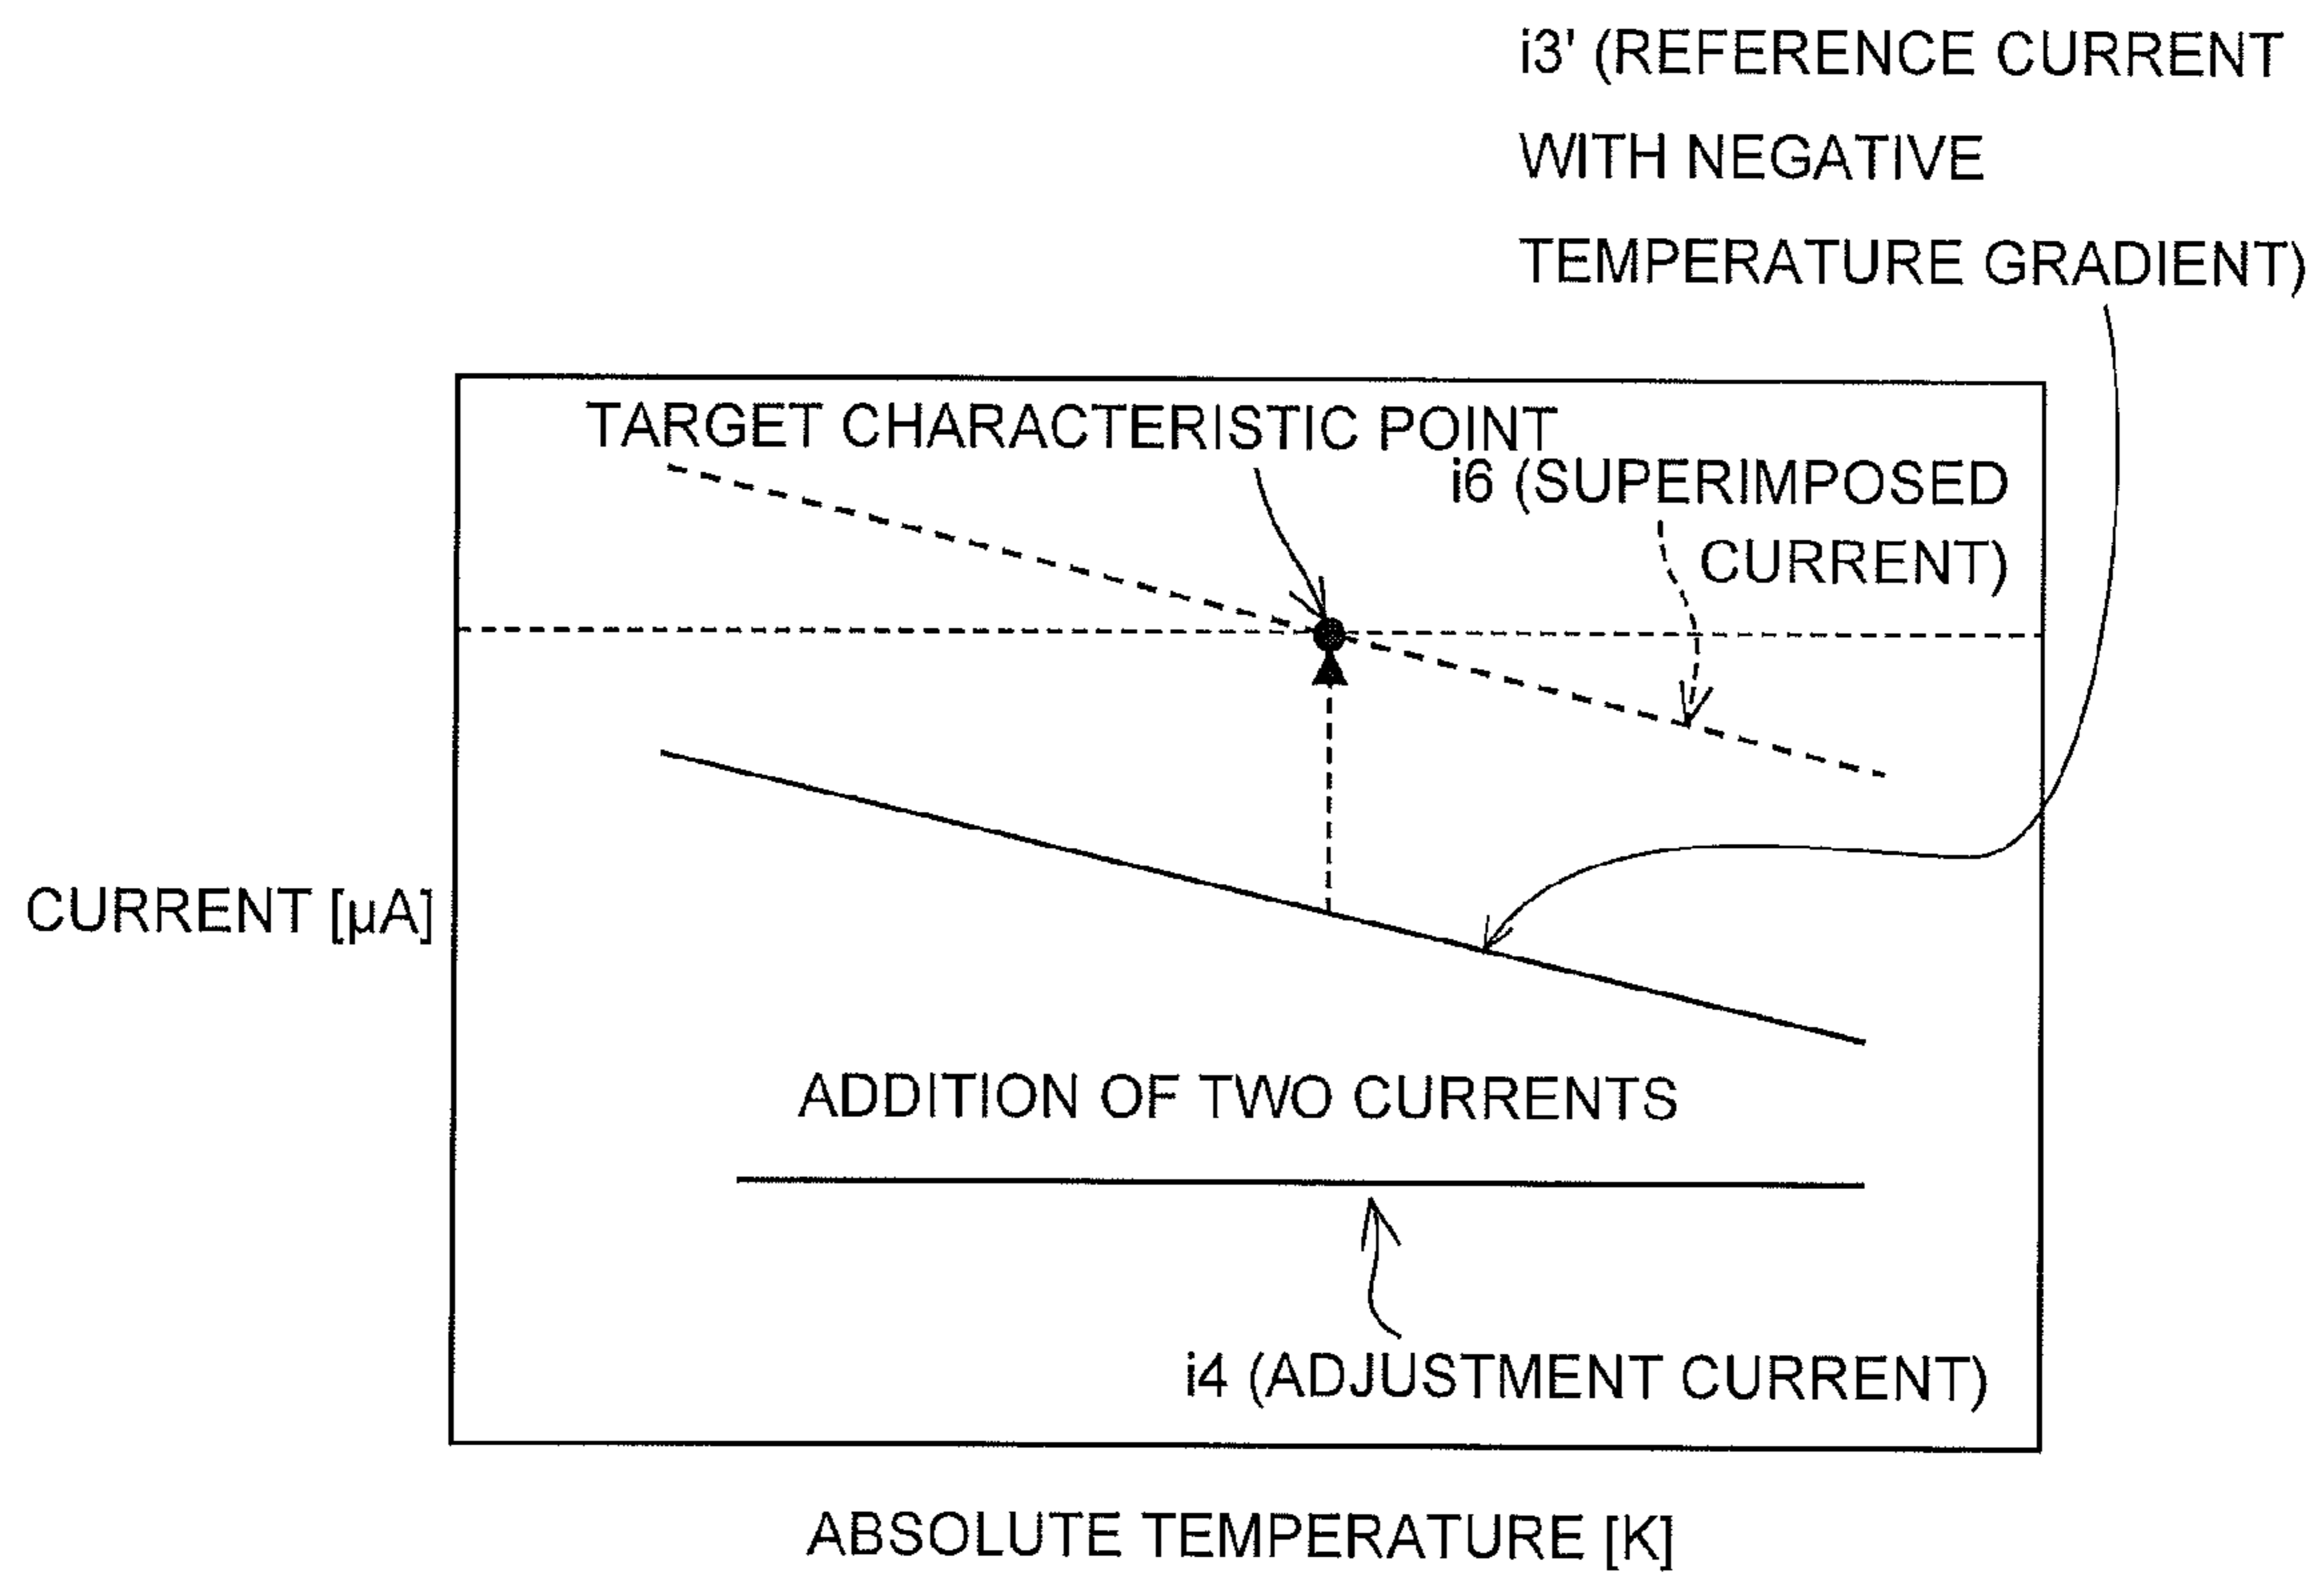 i3' (REFERENCE CURRENT
WITH NEGATIVE
TEMPERATURE GRADIENT)
TARGET CHARACTERISTIC POINT
i6 (SUPERIMPOSED
CURRENT)
CURRENT [µA]
ADDITION OF TWO CURRENTS
i4 (ADJUSTMENT CURRENT)
ABSOLUTE TEMPERATURE [K]